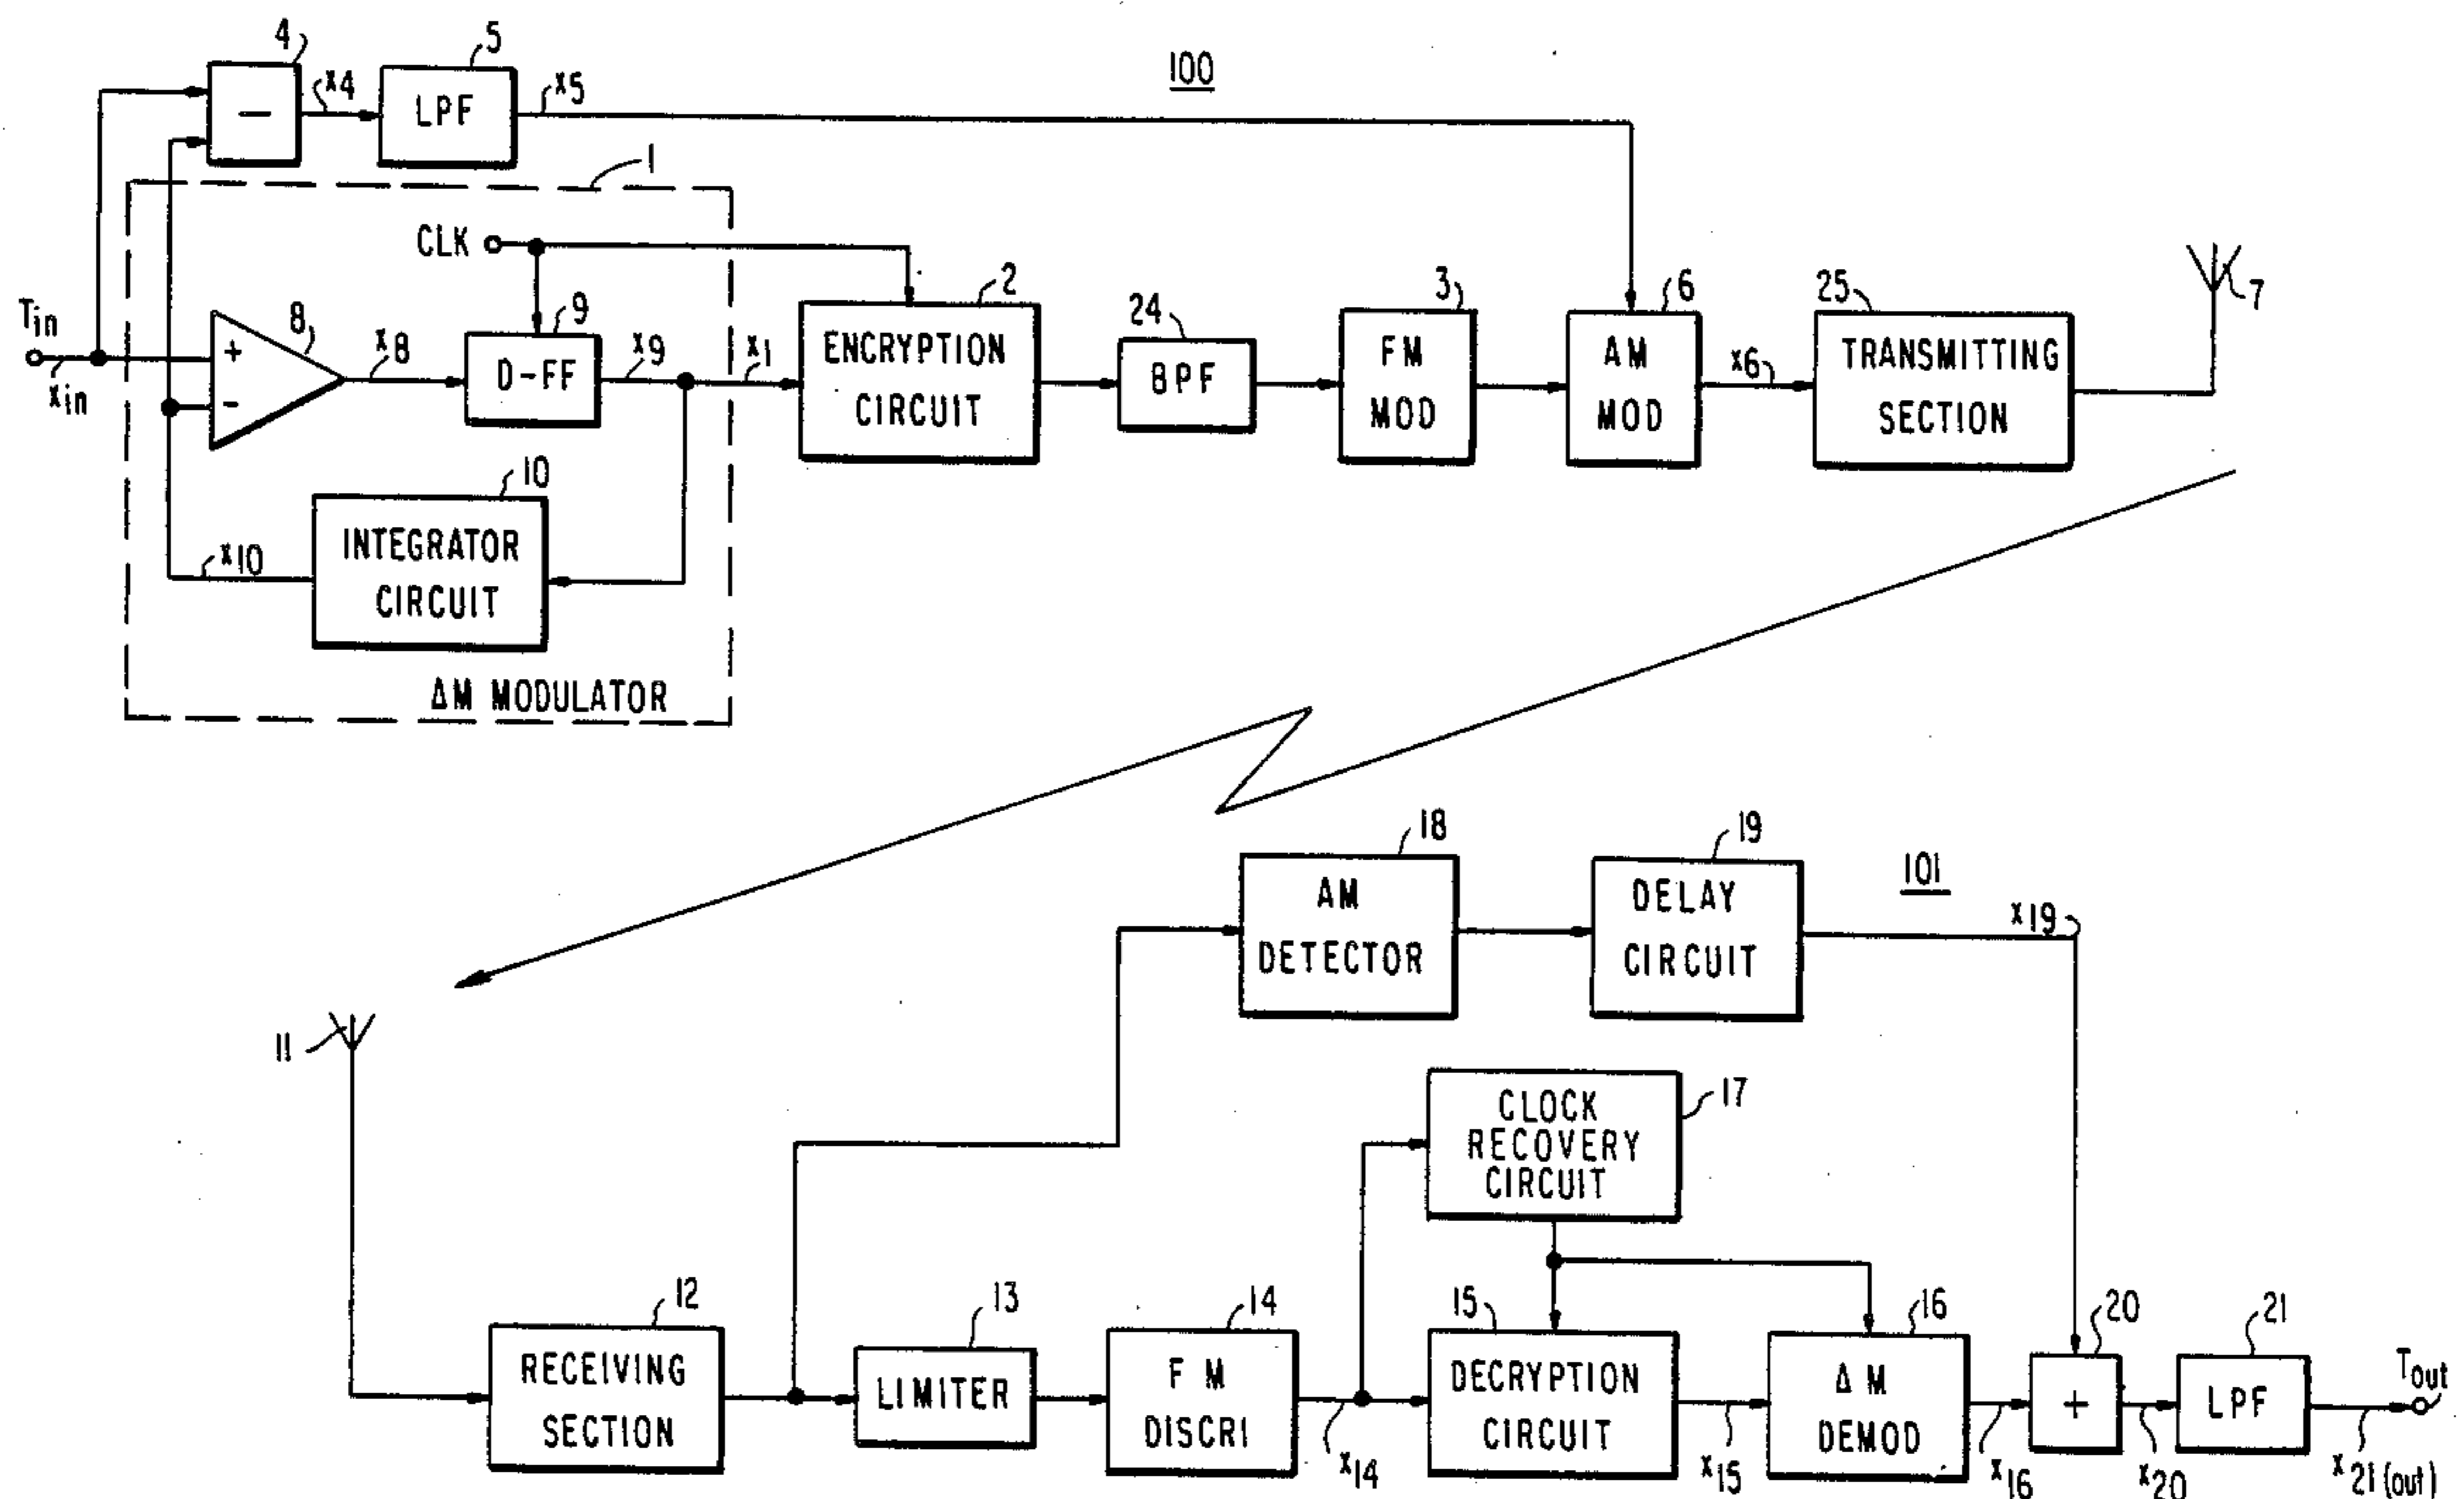 4
5
100
x4
x5
−
LPF
1
CLK
2
3
6
25
7
24
Tin
8
x8
9
x9
x1
xin
+
−
D-FF
ENCRYPTION
CIRCUIT
BPF
FM
MOD
AM
MOD
x6
TRANSMITTING
SECTION
10
INTEGRATOR
CIRCUIT
x10
ΔM MODULATOR
18
19
101
AM
DETECTOR
DELAY
CIRCUIT
x19
11
CLOCK
RECOVERY
CIRCUIT
17
12
13
14
15
16
20
21
RECEIVING
SECTION
LIMITER
FM
DISCRI
DECRYPTION
CIRCUIT
ΔM
DEMOD
+
LPF
Tout
x14
x15
x16
x20
x21(out)